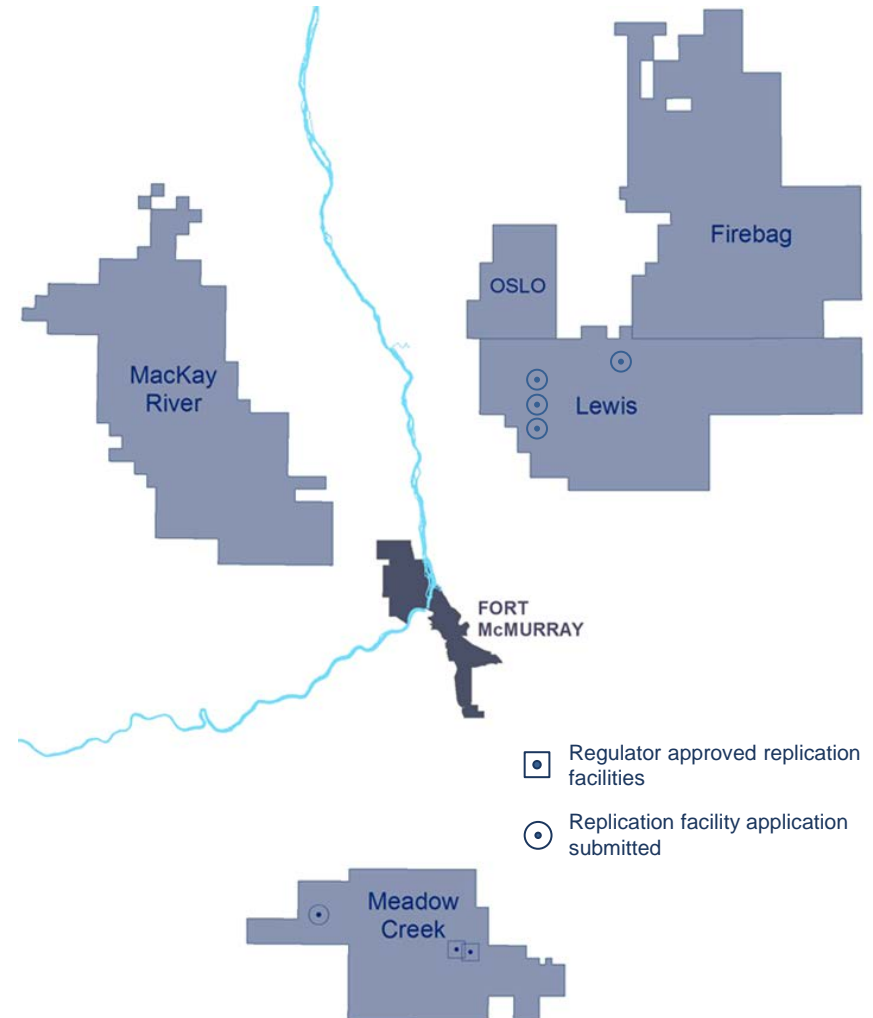 Firebag
OSLO
MacKay
River
Lewis
FORT
McMURRAY
Regulator approved replication
facilities
Replication facility application
submitted
Meadow
Creek